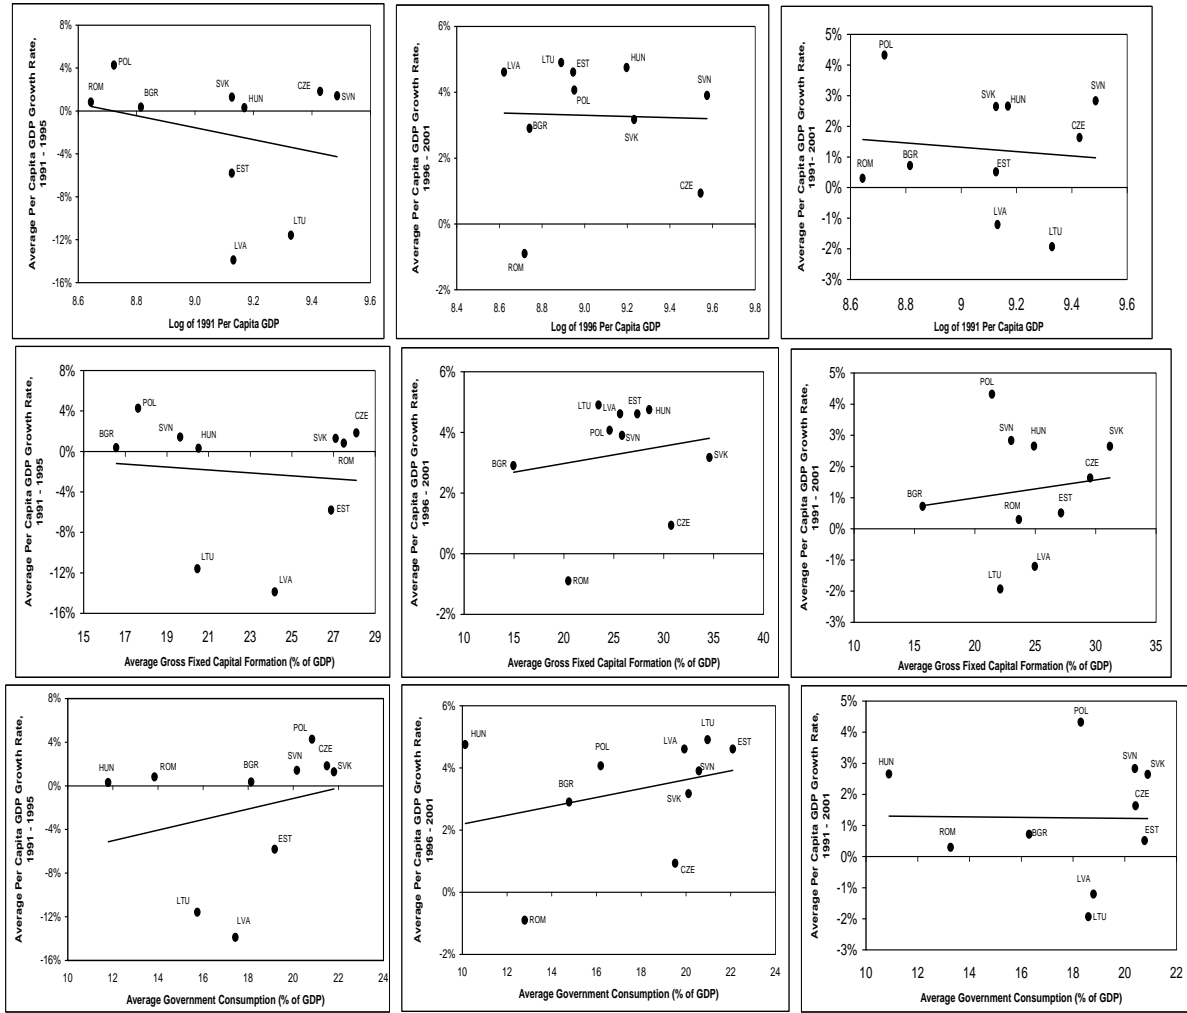 Average Per Capita GDP Growth Rate,
1991 - 1995
8%
4%
0%
-4%
-8%
-12%
-16%
POL
ROM
BGR
SVK
HUN
CZE
SVN
EST
LTU
LVA
8.6
8.8
9.0
9.2
9.4
9.6
Log of 1991 Per Capita GDP
Average Per Capita GDP Growth Rate,
1996 - 2001
6%
4%
2%
0%
-2%
LVA
LTU
EST
HUN
POL
SVN
BGR
SVK
CZE
ROM
8.4
8.6
8.8
9.0
9.2
9.4
9.6
9.8
Log of 1996 Per Capita GDP
Average Per Capita GDP Growth Rate,
1991- 2001
5%
4%
3%
2%
1%
0%
-1%
-2%
-3%
POL
SVK
HUN
SVN
CZE
ROM
BGR
EST
LVA
LTU
8.6
8.8
9
9.2
9.4
9.6
Log of 1991 Per Capita GDP
Average Per Capita GDP Growth Rate,
1991 - 1995
8%
4%
0%
-4%
-8%
-12%
-16%
POL
BGR
SVN
HUN
SVK
CZE
ROM
EST
LTU
LVA
15
17
19
21
23
25
27
29
Average Gross Fixed Capital Formation (% of GDP)
Average Per Capita GDP Growth Rate,
1996 - 2001
6%
4%
2%
0%
-2%
LTU
LVA
EST
HUN
POL
SVN
BGR
SVK
CZE
ROM
10
15
20
25
30
35
40
Average Gross Fixed Capital Formation (% of GDP)
Average Per Capita GDP Growth Rate,
1991 - 2001
5%
4%
3%
2%
1%
0%
-1%
-2%
-3%
POL
SVN
HUN
SVK
CZE
BGR
ROM
EST
LVA
LTU
10
15
20
25
30
35
Average Gross Fixed Capital Formation (% of GDP)
Average Per Capita GDP Growth Rate,
1991 - 1995
8%
4%
0%
-4%
-8%
-12%
-16%
HUN
ROM
BGR
SVN
POL
CZE
SVK
EST
LTU
LVA
10
12
14
16
18
20
22
24
Average Government Consumption (% of GDP)
Average Per Capita GDP Growth Rate,
1996 - 2001
6%
4%
2%
0%
-2%
HUN
POL
LVA
LTU
EST
BGR
SVN
SVK
CZE
ROM
10
12
14
16
18
20
22
24
Average Government Consumption (% of GDP)
Average Per Capita GDP Growth Rate,
1991 - 2001
5%
4%
3%
2%
1%
0%
-1%
-2%
-3%
POL
HUN
SVN
SVK
CZE
ROM
BGR
EST
LVA
LTU
10
12
14
16
18
20
22
Average Government Consumption (% of GDP)